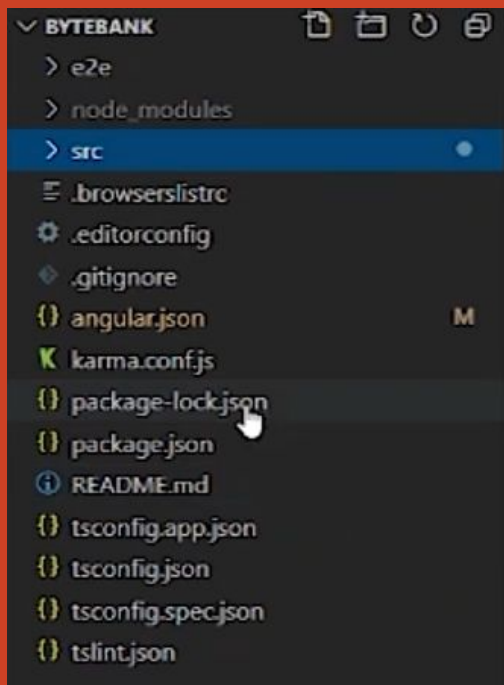 BYTEBANK
e2e
node_modules
src
.browserslistrc
.editorconfig
.gitignore
angular.json M
karma.conf.js
package-lock.json
package.json
README.md
tsconfig.app.json
tsconfig.json
tsconfig.spec.json
tslint.json